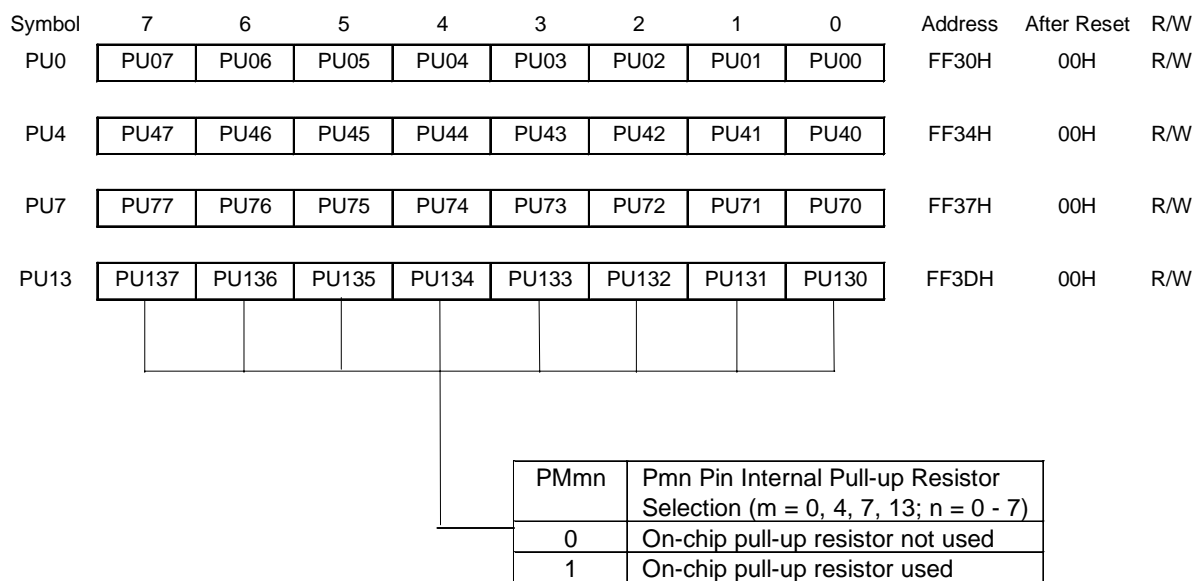 Symbol 7 6 5 4 3 2 1 0 Address After Reset R/W
PU0 PU07 PU06 PU05 PU04 PU03 PU02 PU01 PU00 FF30H 00H R/W
PU4 PU47 PU46 PU45 PU44 PU43 PU42 PU41 PU40 FF34H 00H R/W
PU7 PU77 PU76 PU75 PU74 PU73 PU72 PU71 PU70 FF37H 00H R/W
PU13 PU137 PU136 PU135 PU134 PU133 PU132 PU131 PU130 FF3DH 00H R/W
PMmn Pmn Pin Internal Pull-up Resistor
Selection (m = 0, 4, 7, 13; n = 0 - 7)
0 On-chip pull-up resistor not used
1 On-chip pull-up resistor used